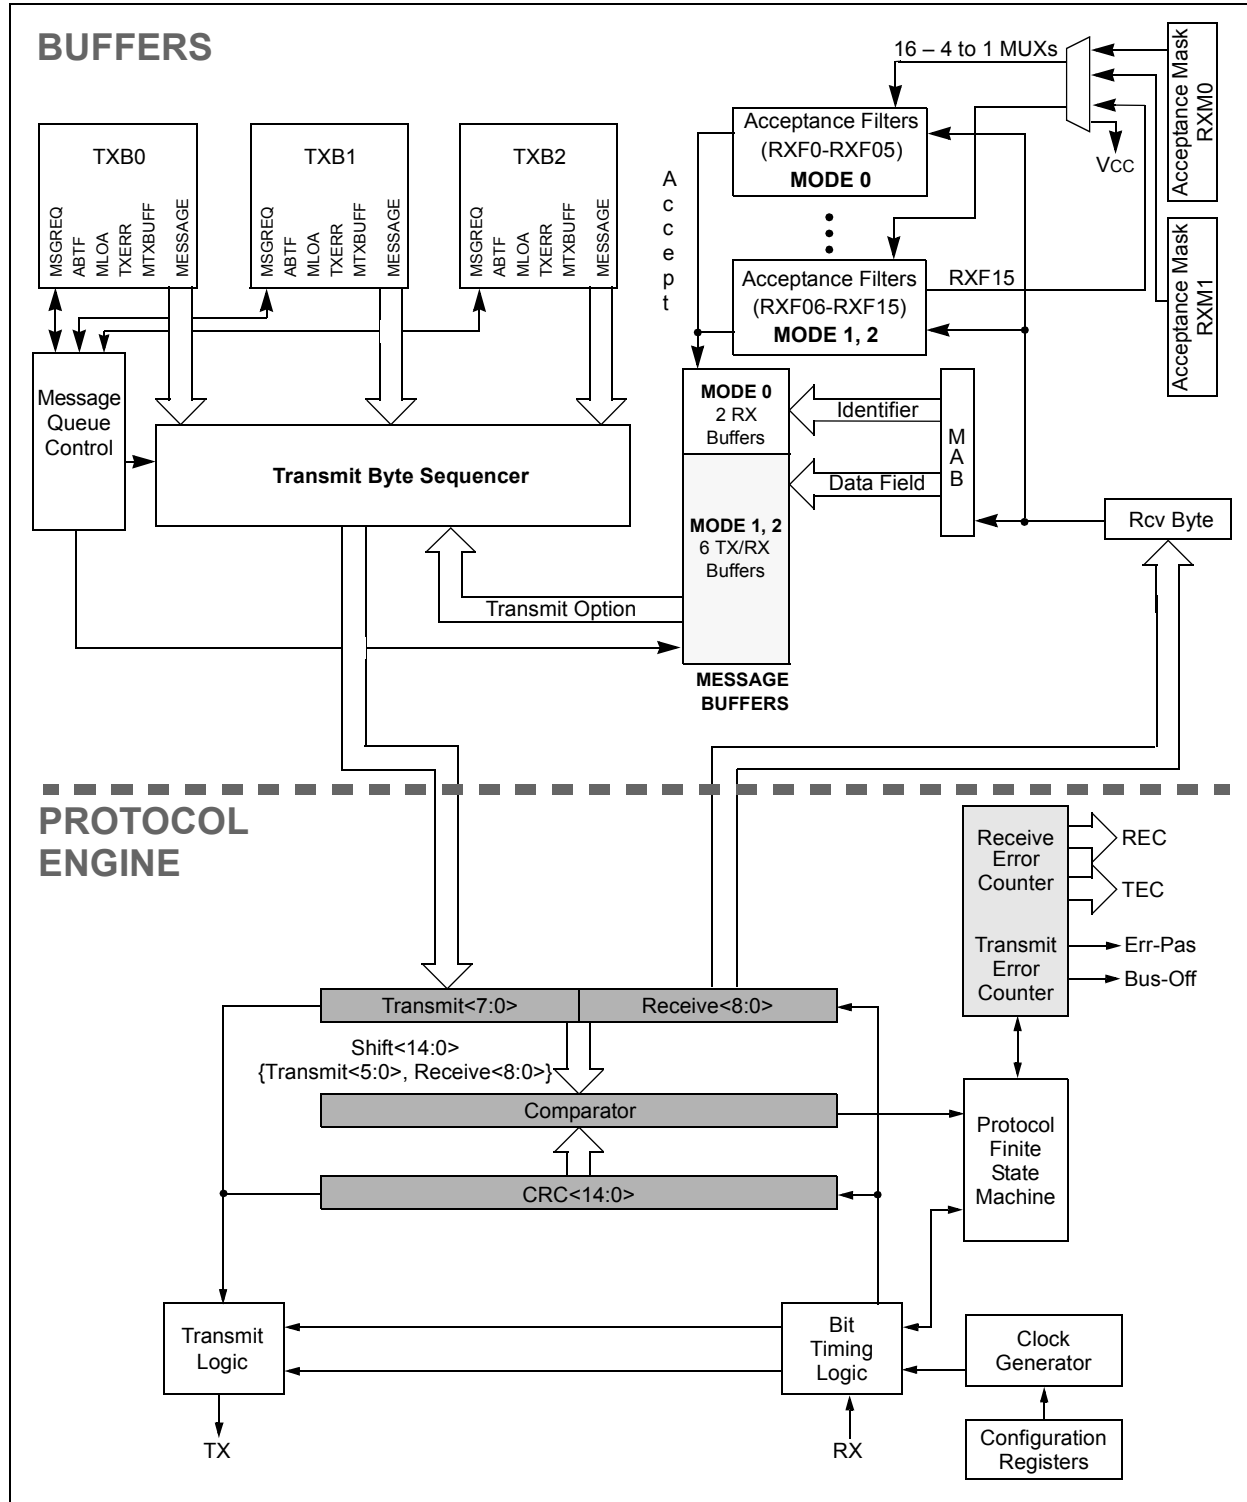 BUFFERS
16 – 4 to 1 MUXs
Acceptance Mask
RXM0
VCC
Acceptance Mask
RXM1
TXB0
MSGREQ
ABTF
MLOA
TXERR
MTXBUFF
MESSAGE
TXB1
MSGREQ
ABTF
MLOA
TXERR
MTXBUFF
MESSAGE
TXB2
MSGREQ
ABTF
MLOA
TXERR
MTXBUFF
MESSAGE
Accept
Acceptance Filters
(RXF0-RXF05)
MODE 0
Acceptance Filters
(RXF06-RXF15)
MODE 1, 2
RXF15
Message
Queue
Control
Transmit Byte Sequencer
MODE 0
2 RX
Buffers
Identifier
Data Field
MAB
Rcv Byte
MODE 1, 2
6 TX/RX
Buffers
Transmit Option
MESSAGE
BUFFERS
PROTOCOL
ENGINE
Receive
Error
Counter
REC
TEC
Transmit
Error
Counter
Err-Pas
Bus-Off
Transmit<7:0>
Receive<8:0>
Shift<14:0>
{Transmit<5:0>, Receive<8:0>}
Comparator
CRC<14:0>
Protocol
Finite
State
Machine
Transmit
Logic
Bit
Timing
Logic
Clock
Generator
TX
RX
Configuration
Registers